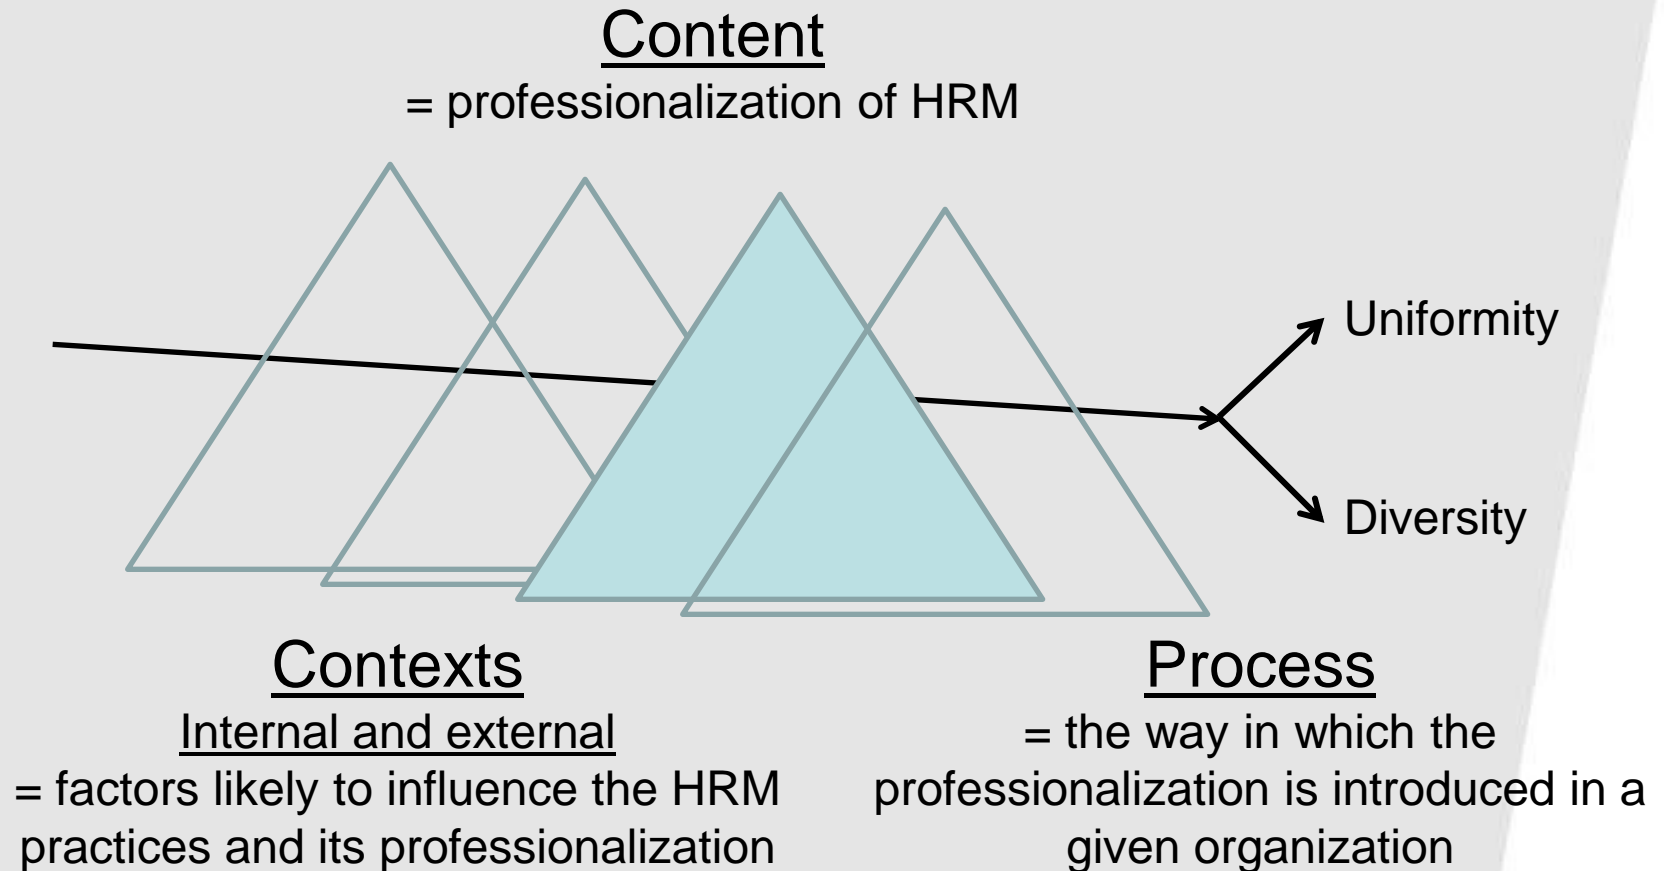 Content
= professionalization of HRM
Uniformity
Diversity
Contexts
Internal and external
= factors likely to influence the HRM
practices and its professionalization
Process
= the way in which the
professionalization is introduced in a
given organization